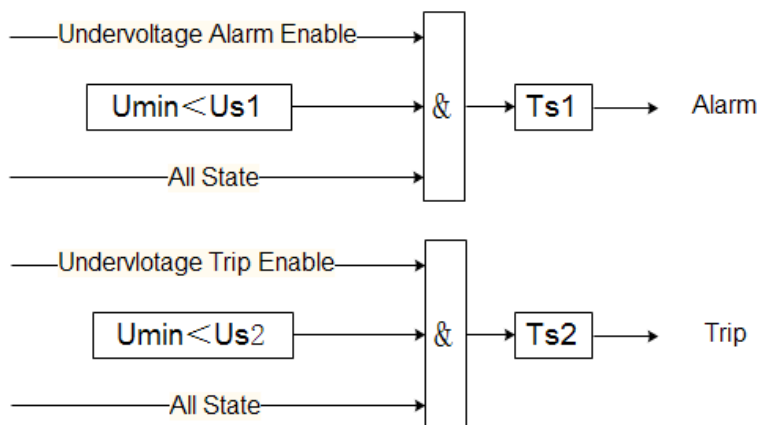 Undervoltage Alarm Enable
Umin<Us1
&
Ts1
Alarm
All State
Undervlotage Trip Enable
Umin<Us2
&
Ts2
Trip
All State